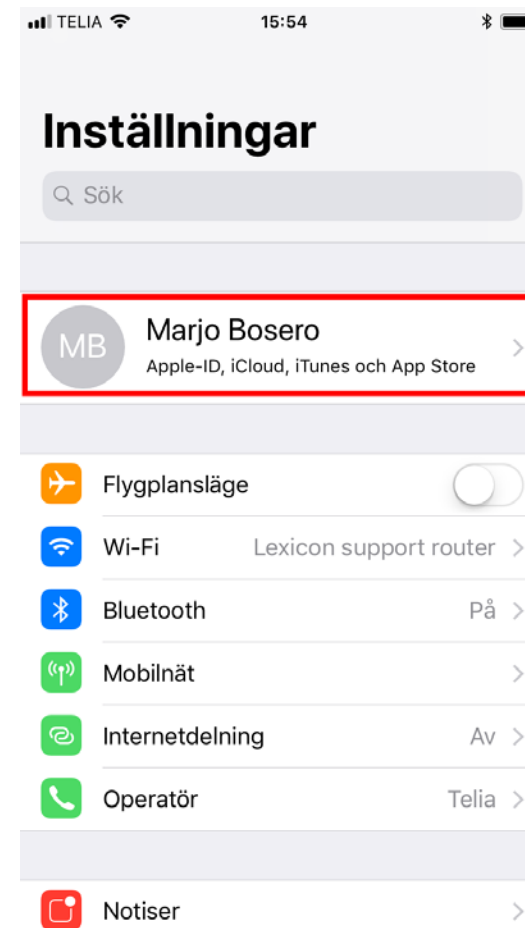 TELIA 15:54
Inställningar
Sök
MB
Marjo Bosero
Apple-ID, iCloud, iTunes och App Store
Flygplansläge
Wi-Fi Lexicon support router
Bluetooth På
Mobilnät
Internetdelning Av
Operatör Telia
Notiser